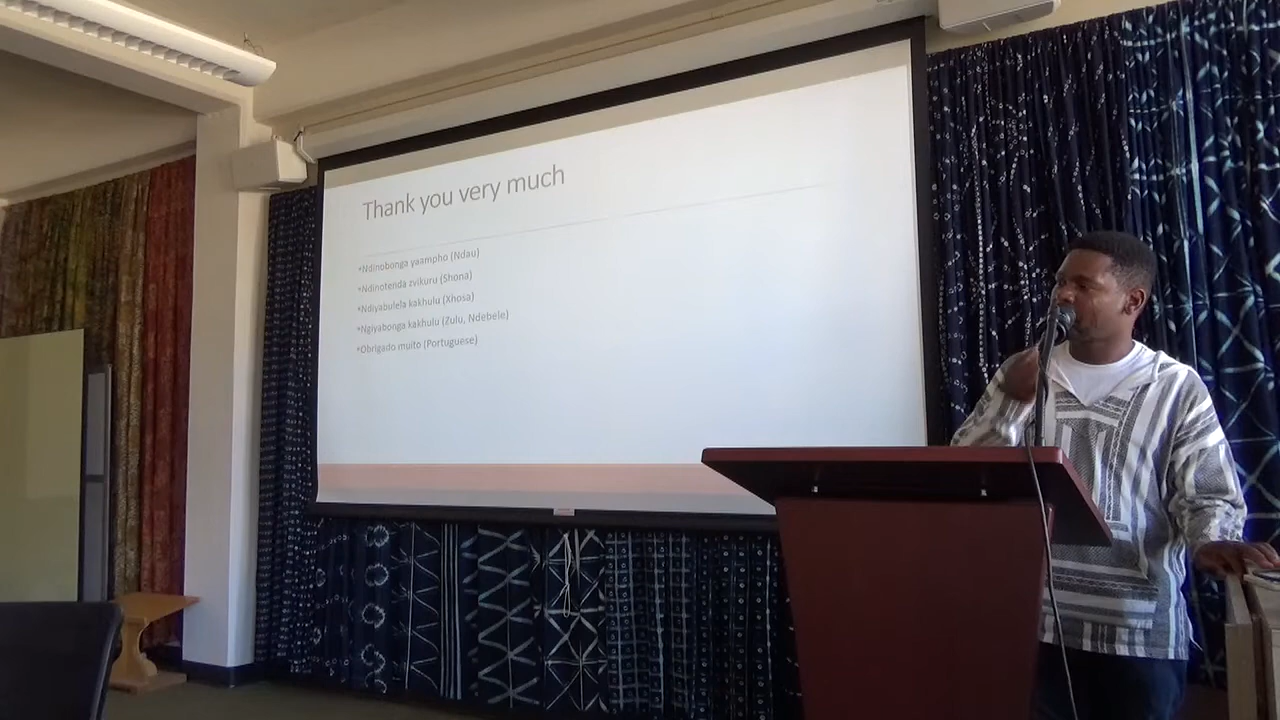 Thank you very much
•Ndinobonga yaampho (Ndau)
•Ndinotenda zvikuru (Shona)
•Ndiyabulela kakhulu (Xhosa)
•Ngiyabonga kakhulu (Zulu, Ndebele)
•Obrigado muito (Portuguese)